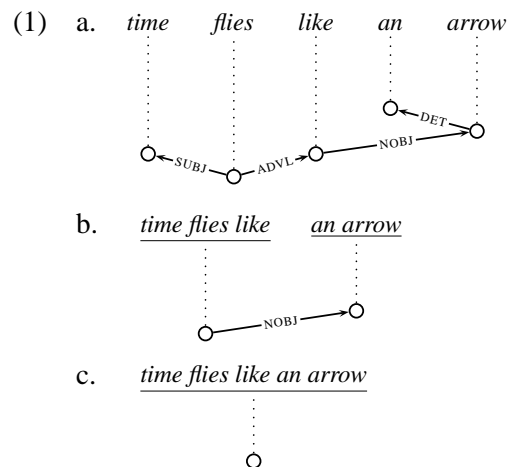 (1) a. time flies like an arrow
DET
SUBJ ADVL NOBJ
b. time flies like an arrow
NOBJ
c. time flies like an arrow